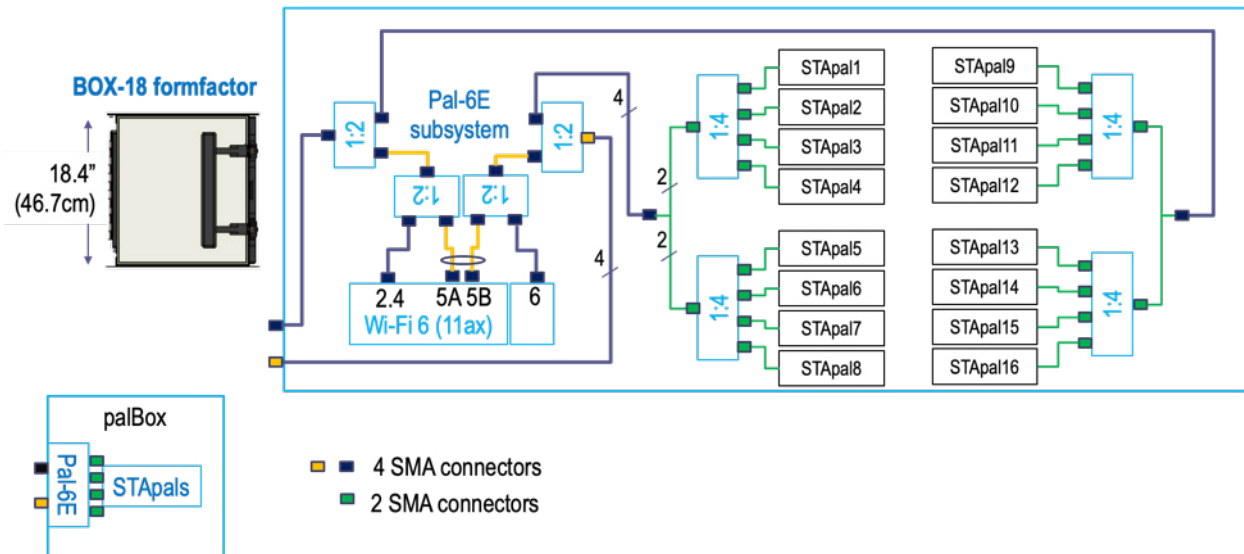 BOX-18 formfactor
18.4”
(46.7cm)
Pal-6E
subsystem
1:2
1:2
1:2
1:2
2.4
5A
5B
6
Wi-Fi 6 (11ax)
4
4
2
2
1:4
STApal1
STApal2
STApal3
STApal4
1:4
STApal5
STApal6
STApal7
STApal8
STApal9
STApal10
STApal11
STApal12
1:4
STApal13
STApal14
STApal15
STApal16
1:4
palBox
Pal-6E
STApals
4 SMA connectors
2 SMA connectors